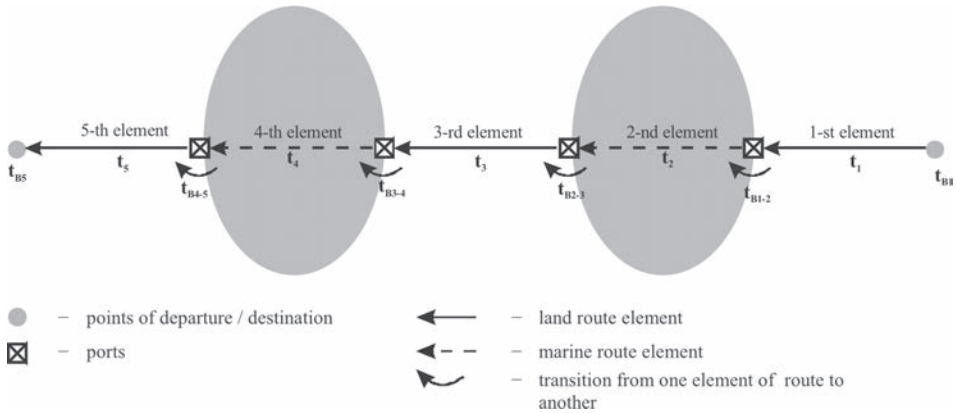 5-th element
4-th element
3-rd element
2-nd element
1-st element
t5
t4
t3
t2
t1
tB5
tB4-5
tB3-4
tB2-3
tB1-2
– points of departure / destination
– ports
– land route element
– marine route element
– transition from one element of route to
another